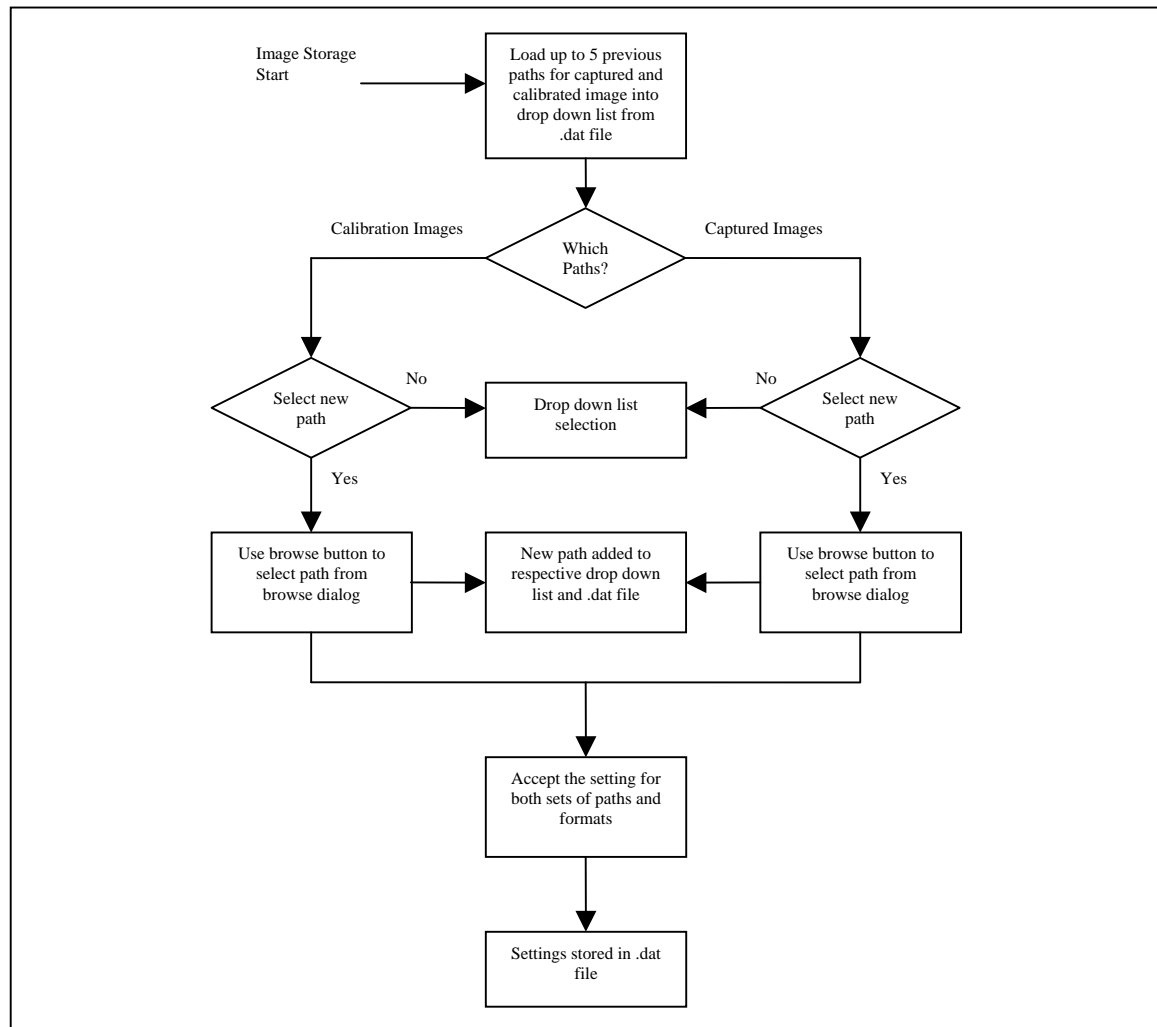 Image Storage
Start
Load up to 5 previous
paths for captured and
calibrated image into
drop down list from
.dat file
Calibration Images
Captured Images
Which
Paths?
Select new
path
No
Drop down list
selection
No
Select new
path
Yes
Yes
Use browse button to
select path from
browse dialog
New path added to
respective drop down
list and .dat file
Use browse button to
select path from
browse dialog
Accept the setting for
both sets of paths and
formats
Settings stored in .dat
file